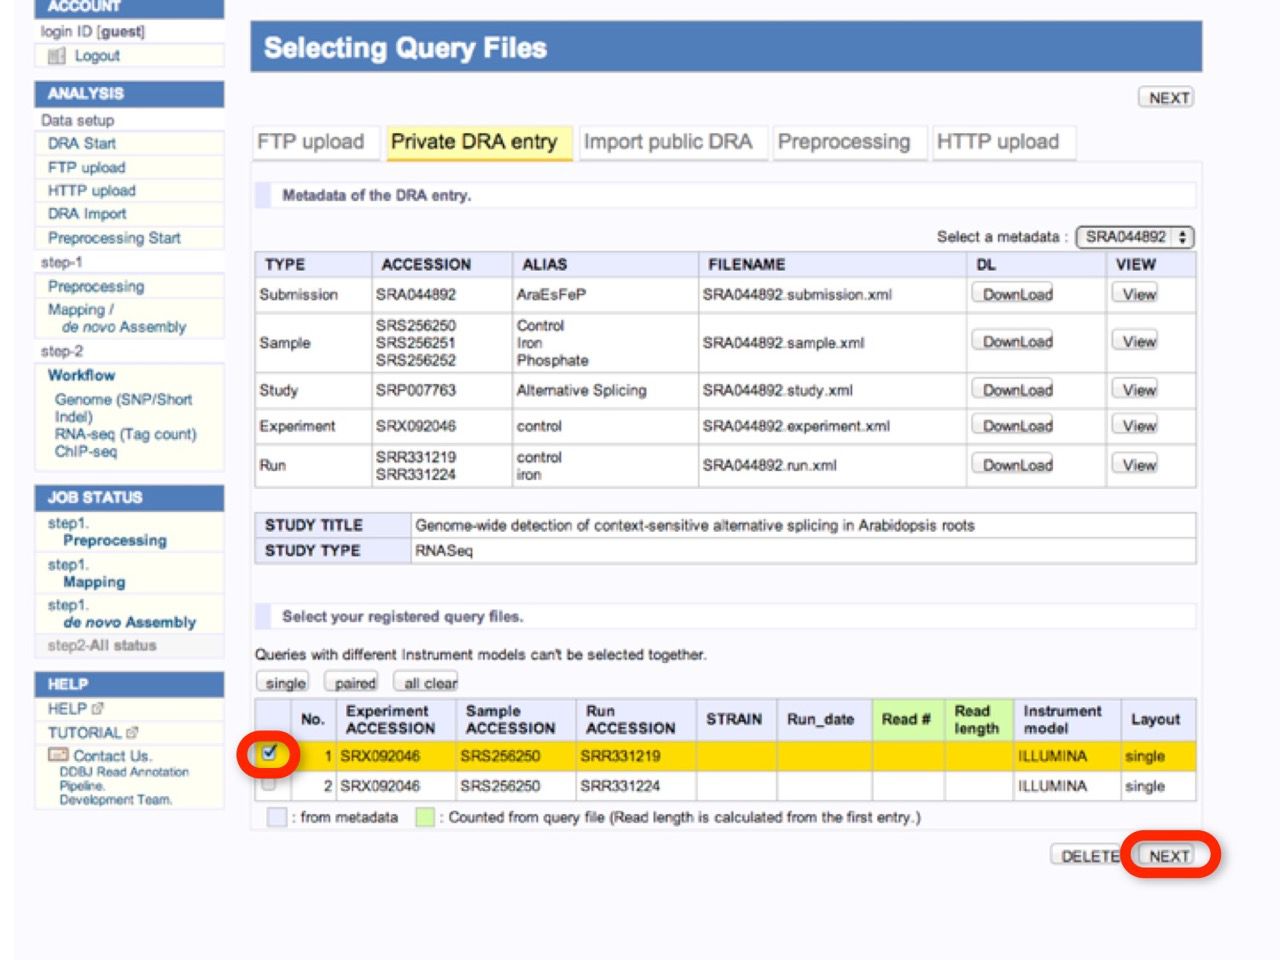 ACCOUNT
login ID [guest]
Logout
ANALYSIS
Data setup
DRA Start
FTP upload
HTTP upload
DRA Import
Preprocessing Start
step-1
Preprocessing
Mapping /
de novo Assembly
step-2
Workflow
Genome (SNP/Short
Indel)
RNA-seq (Tag count)
ChIP-seq
JOB STATUS
step1.
Preprocessing
step1.
Mapping
step1.
de novo Assembly
step2-All status
HELP
HELP
TUTORIAL
Contact Us.
DDBJ Read Annotation
Pipeline.
Development Team.
Selecting Query Files
NEXT
FTP upload Private DRA entry Import public DRA Preprocessing HTTP upload
Metadata of the DRA entry.
Select a metadata : SRA044892
TYPE ACCESSION ALIAS FILENAME DL VIEW
Submission SRA044892 AraEsFeP SRA044892.submission.xml DownLoad View
SRS256250 Control
Sample SRS256251 Iron SRA044892.sample.xml DownLoad View
SRS256252 Phosphate
Study SRP007763 Alternative Splicing SRA044892.study.xml DownLoad View
Experiment SRX092046 control SRA044892.experiment.xml DownLoad View
Run SRR331219 control SRA044892.run.xml DownLoad View
SRR331224 iron
STUDY TITLE Genome-wide detection of context-sensitive alternative splicing in Arabidopsis roots
STUDY TYPE RNASeq
Select your registered query files.
Queries with different Instrument models can't be selected together.
single paired all clear
No. Experiment ACCESSION Sample ACCESSION Run ACCESSION STRAIN Run_date Read # Read length Instrument model Layout
1 SRX092046 SRS256250 SRR331219 ILLUMINA single
2 SRX092046 SRS256250 SRR331224 ILLUMINA single
: from metadata : Counted from query file (Read length is calculated from the first entry.)
DELETE NEXT